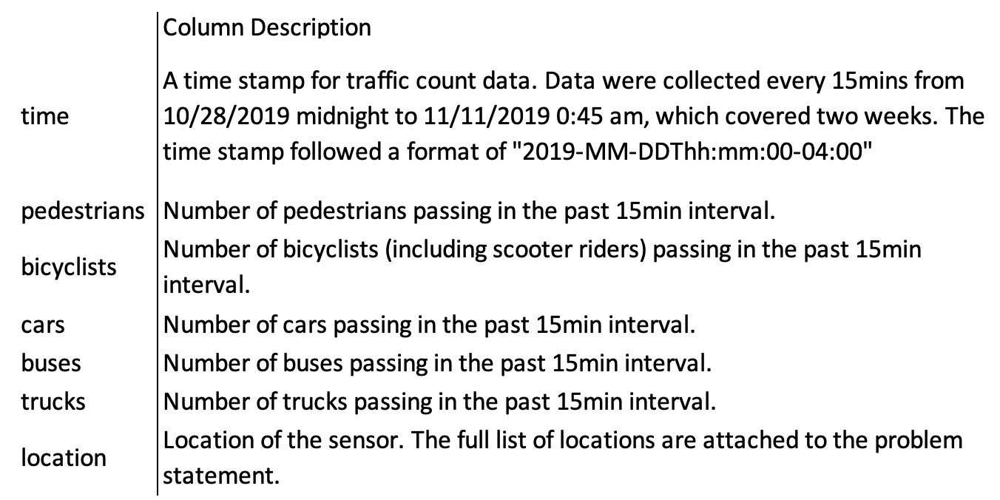 Column Description
time
A time stamp for traffic count data. Data were collected every 15mins from
10/28/2019 midnight to 11/11/2019 0:45 am, which covered two weeks. The
time stamp followed a format of "2019-MM-DDThh:mm:00-04:00"
pedestrians
Number of pedestrians passing in the past 15min interval.
bicyclists
Number of bicyclists (including scooter riders) passing in the past 15min
interval.
cars
Number of cars passing in the past 15min interval.
buses
Number of buses passing in the past 15min interval.
trucks
Number of trucks passing in the past 15min interval.
location
Location of the sensor. The full list of locations are attached to the problem
statement.